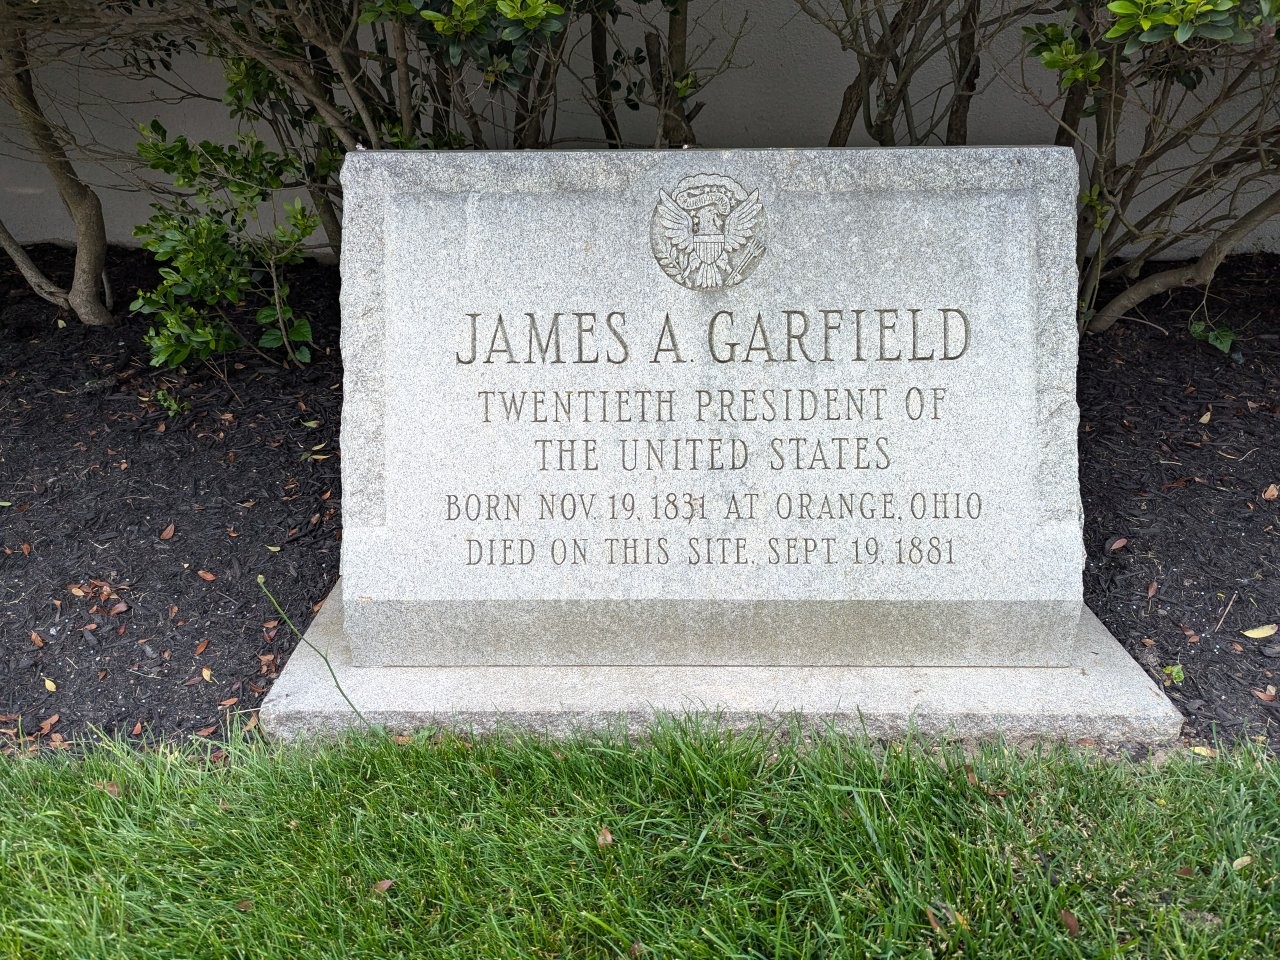 JAMES A. GARFIELD
TWENTIETH PRESIDENT OF
THE UNITED STATES
BORN NOV. 19, 1831 AT ORANGE, OHIO
DIED ON THIS SITE, SEPT 19, 1881